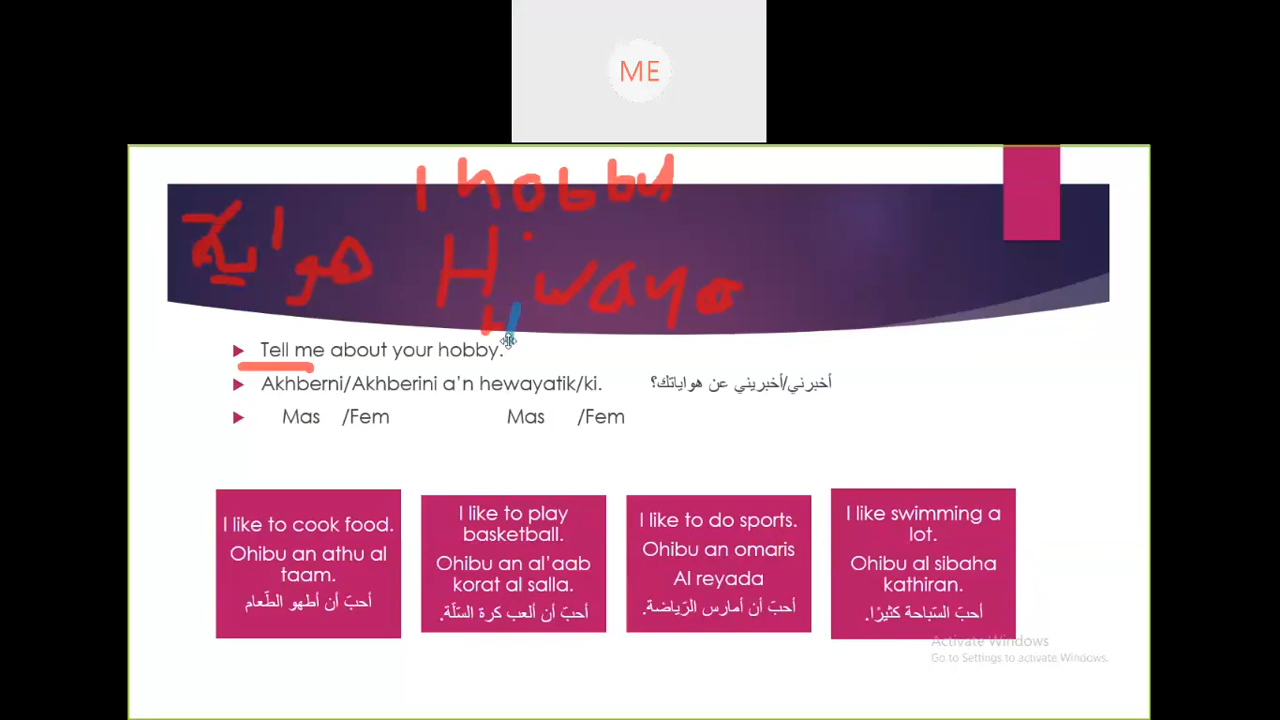 ME
1 hobby
هواية Hiwaya
Tell me about your hobby.
Akhberni/Akhberini a'n hewayatik/ki. أخبرني/أخبريني عن هواياتك؟
Mas /Fem Mas /Fem
I like to cook food.
Ohibu an athu al
taam.
أحبّ أن أطهو الطّعام
I like to play
basketball.
Ohibu an al'aab
korat al salla.
أحبّ أن ألعب كرة السّلّة.
I like to do sports.
Ohibu an omaris
Al reyada
أحبّ أن أمارس الرّياضة.
I like swimming a
lot.
Ohibu al sibaha
kathiran.
أحبّ السّباحة كثيرًا.
Activate Windows
Go to Settings to activate Windows.